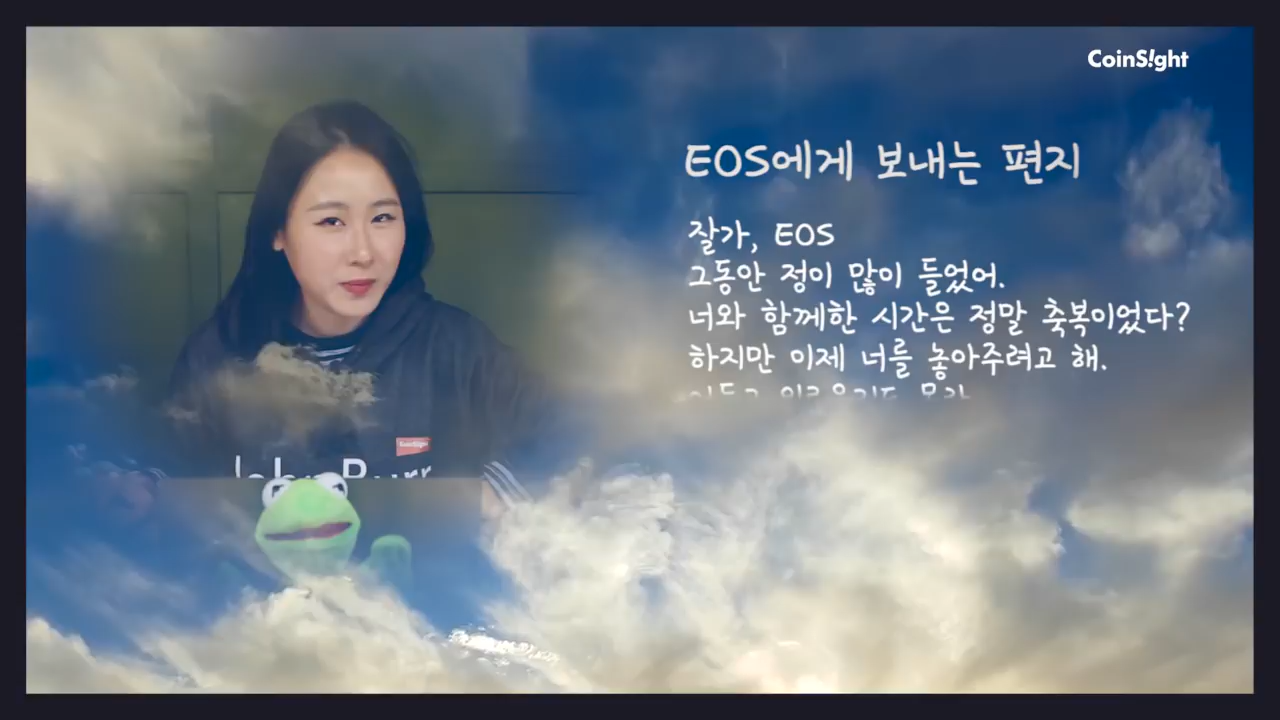 CoinS!ght
EOS에게 보내는 편지
잘가, EOS
그동안 정이 많이 들었어.
너와 함께한 시간은 정말 축복이었다?
하지만 이제 너를 놓아주려고 해.